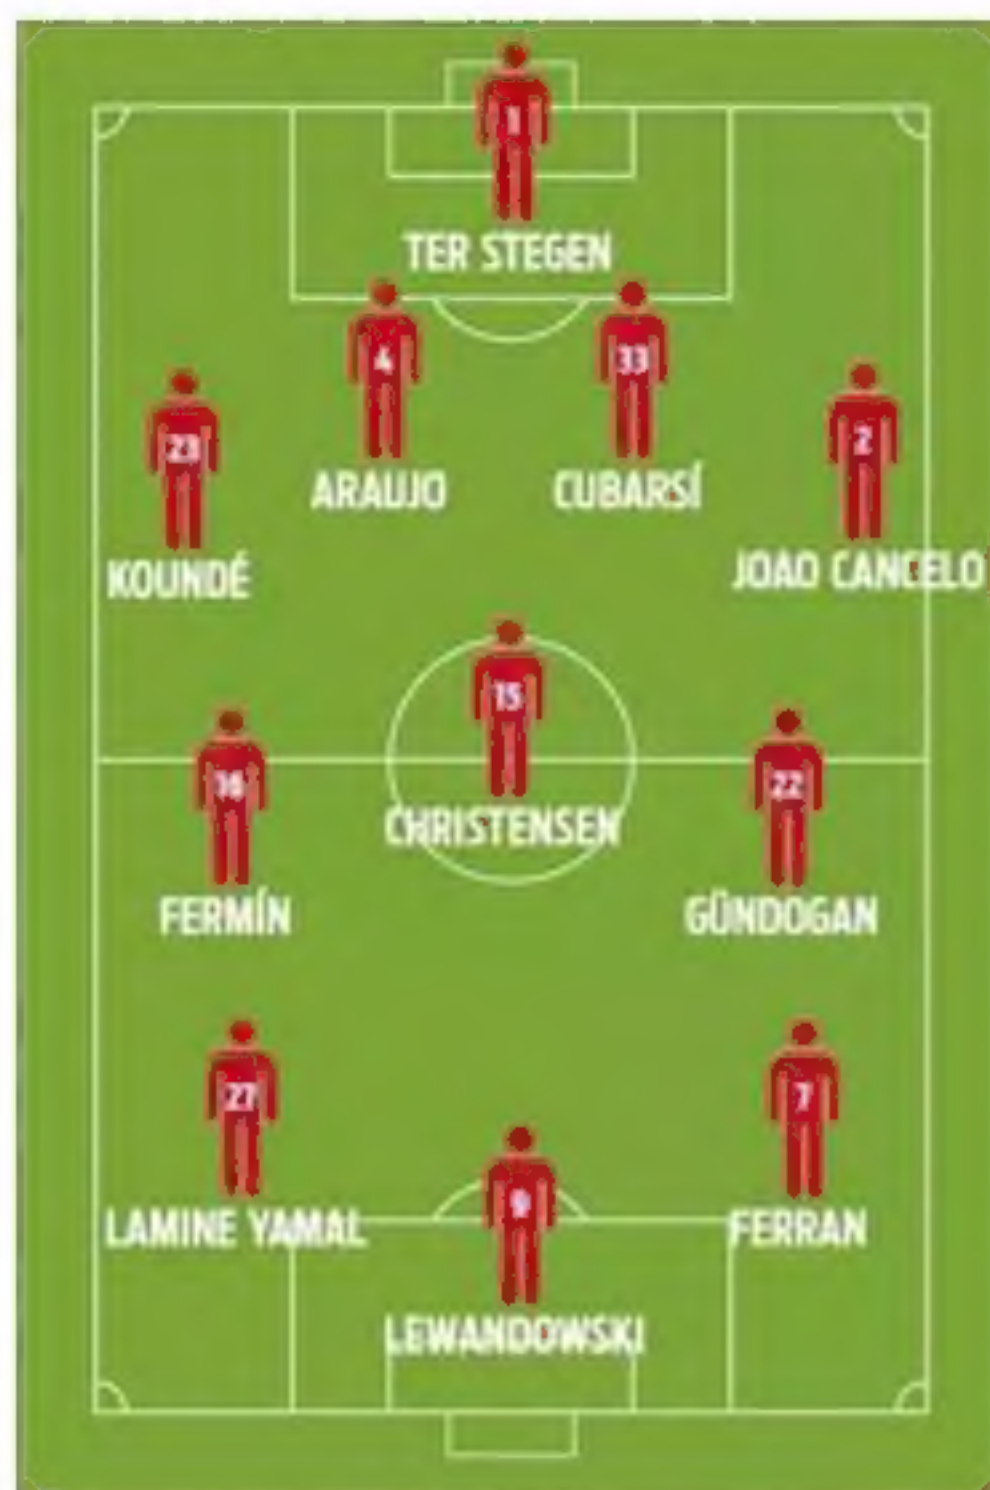 1
TER STEGEN
4
33
23
2
ARAUJO
CUBARSÍ
KOUNDÉ
JOAO CANCELO
15
16
22
CHRISTENSEN
FERMÍN
GÜNDOGAN
27
7
LAMINE YAMAL
FERRAN
9
LEWANDOWSKI